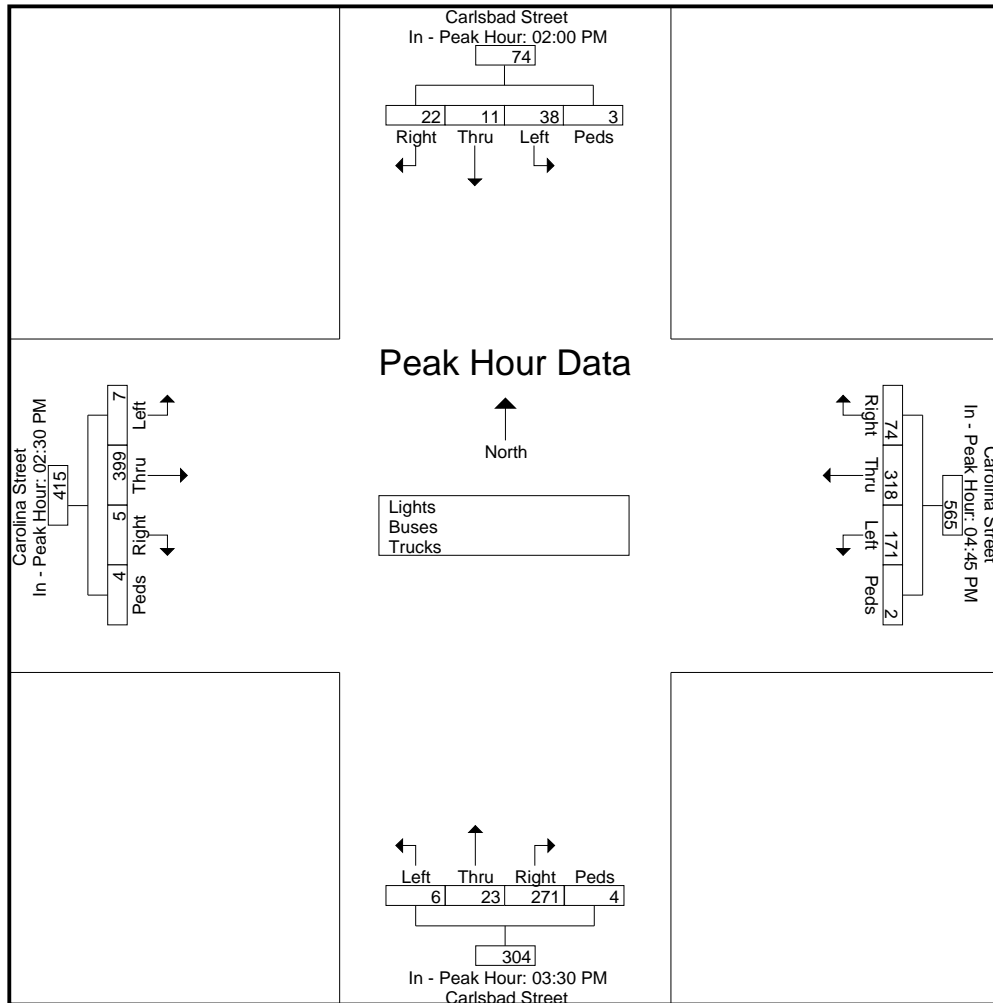 Carlsbad Street
In - Peak Hour: 02:00 PM
74
22 11 38 3
Right Thru Left Peds
Peak Hour Data
North
Lights
Buses
Trucks
Carolina Street
In - Peak Hour: 02:30 PM
415
7 399 5 4
Left Thru Right Peds
Carolina Street
In - Peak Hour: 04:45 PM
565
74 318 171 2
Right Thru Left Peds
Left Thru Right Peds
6 23 271 4
304
In - Peak Hour: 03:30 PM
Carlsbad Street